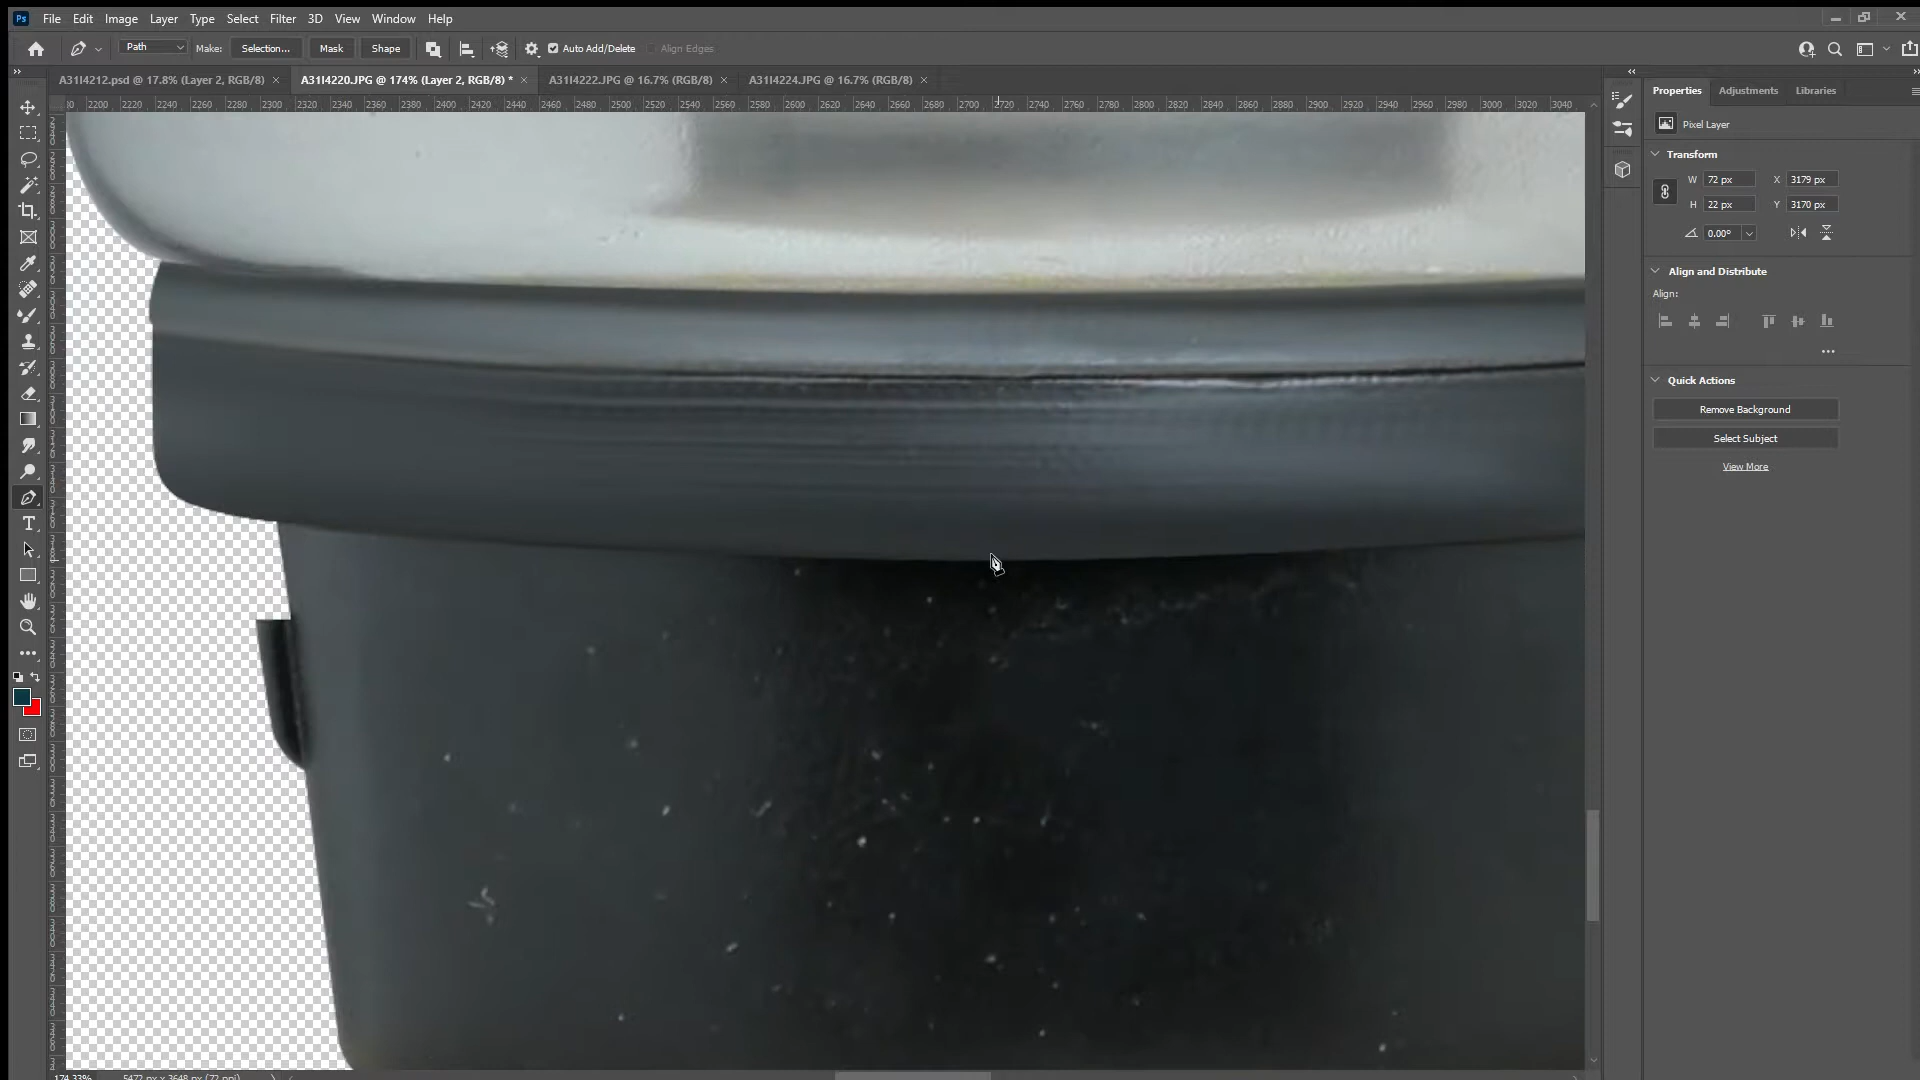 Ps File Edit Image Layer Type Select Filter 3D View Window Help
Path Make: Selection... Mask Shape Auto Add/Delete Align Edges
A31I4212.psd @ 17.8% (Layer 2, RGB/8) × A31I4220.JPG @ 174% (Layer 2, RGB/8) * × A31I4222.JPG @ 16.7% (RGB/8) × A31I4224.JPG @ 16.7% (RGB/8) ×
2200 2220 2240 2260 2280 2300 2320 2340 2360 2380 2400 2420 2440 2460 2480 2500 2520 2540 2560 2580 2600 2620 2640 2660 2680 2700 2720 2740 2760 2780 2800 2820 2840 2860 2880 2900 2920 2940 2960 2980 3000 3020 3040
Properties Adjustments Libraries
Pixel Layer
Transform
W 72 px X 3179 px
H 22 px Y 3170 px
0.00°
Align and Distribute
Align:
Quick Actions
Remove Background
Select Subject
View More
174.33% 5472 px x 3648 px (72 ppi)